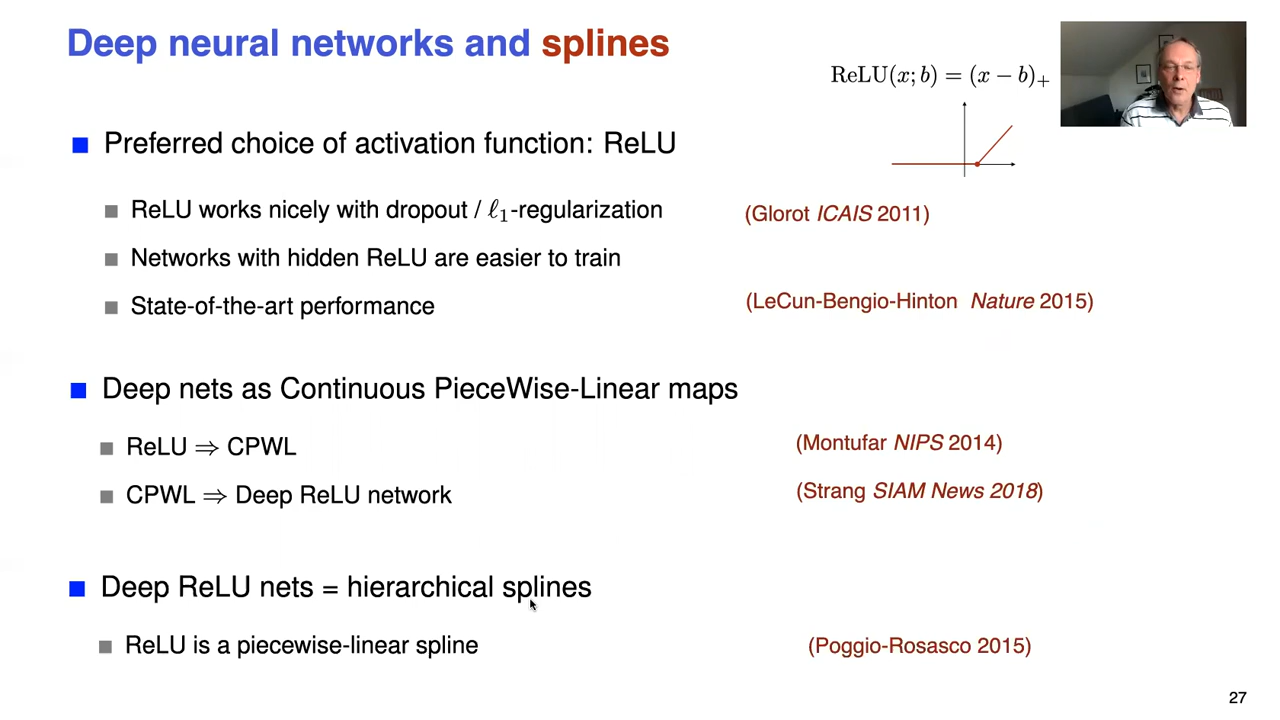 Deep neural networks and splines
ReLU(x; b) = (x − b)₊
Preferred choice of activation function: ReLU
ReLU works nicely with dropout / ℓ₁-regularization (Glorot ICAIS 2011)
Networks with hidden ReLU are easier to train
State-of-the-art performance (LeCun-Bengio-Hinton Nature 2015)
Deep nets as Continuous PieceWise-Linear maps
ReLU ⇒ CPWL (Montufar NIPS 2014)
CPWL ⇒ Deep ReLU network (Strang SIAM News 2018)
Deep ReLU nets = hierarchical splines
ReLU is a piecewise-linear spline (Poggio-Rosasco 2015)
27